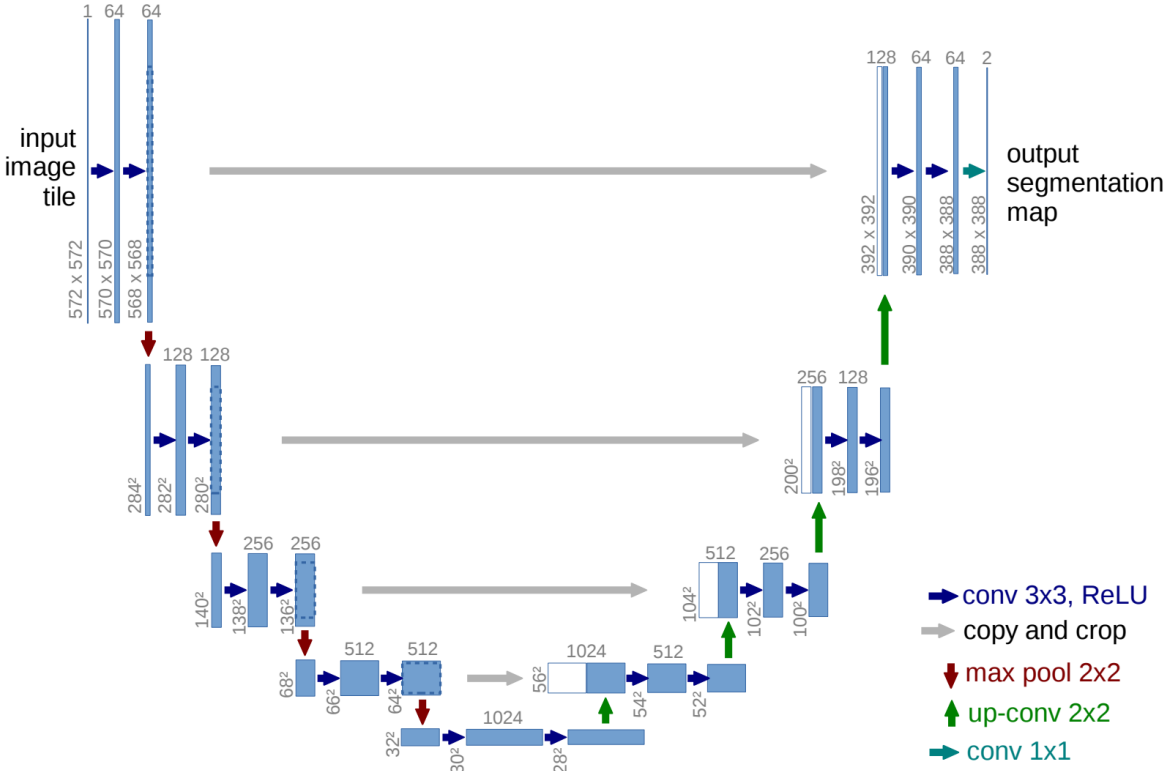 1 64 64
input
image
tile
572 x 572
570 x 570
568 x 568
128 64 64 2
output
segmentation
map
392 x 392
390 x 390
388 x 388
388 x 388
128 128
284²
282²
280²
256 128
200²
198²
196²
256 256
140²
138²
136²
512 256
104²
102²
100²
512 512
68²
66²
64²
1024 512
56²
54²
52²
1024
32²
30²
28²
conv 3x3, ReLU
copy and crop
max pool 2x2
up-conv 2x2
conv 1x1